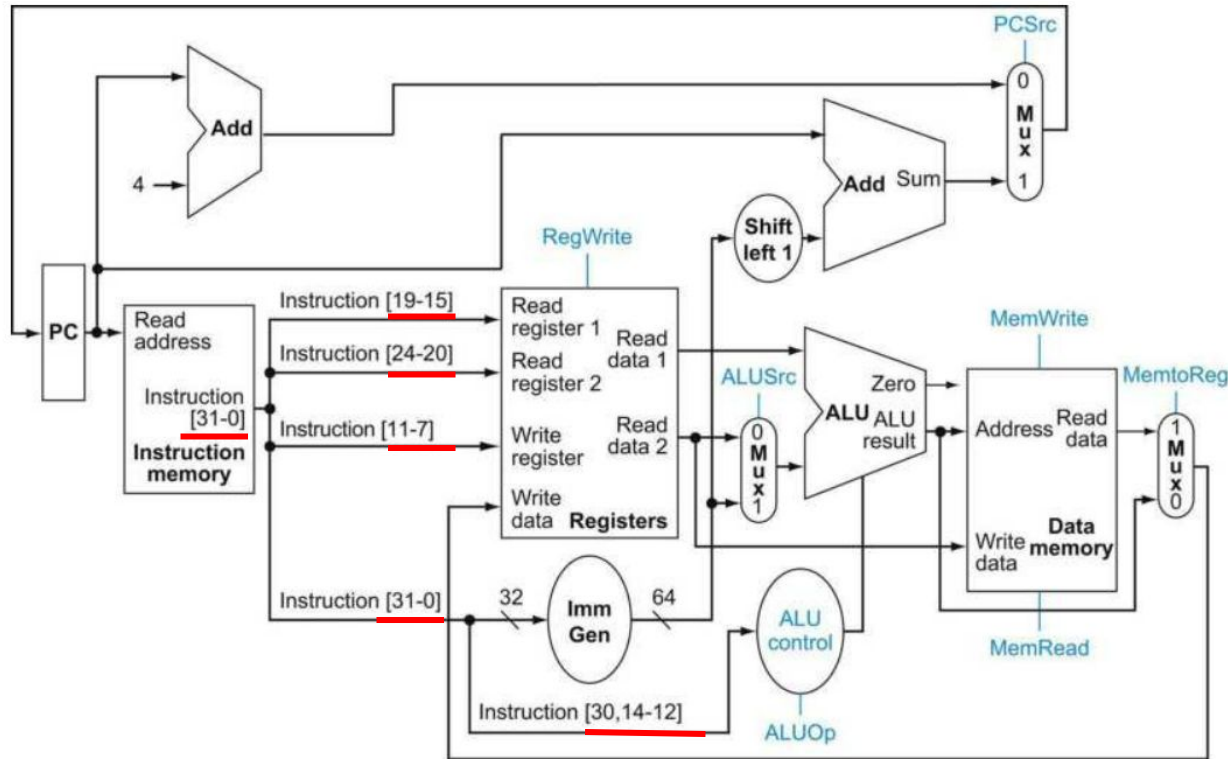 PCSrc
0
Mux
1
Add
4
Add Sum
Shift
left 1
RegWrite
PC
Read
address
Instruction
[31-0]
Instruction
memory
Instruction [19-15]
Instruction [24-20]
Instruction [11-7]
Instruction [31-0]
Read
register 1
Read
register 2
Write
register
Write
data
Read
data 1
Read
data 2
Registers
ALUSrc
0
Mux
1
Zero
ALU ALU
result
MemWrite
Address
Read
data
Write
data
Data
memory
MemRead
MemtoReg
1
Mux
0
32
Imm
Gen
64
ALU
control
Instruction [30,14-12]
ALUOp